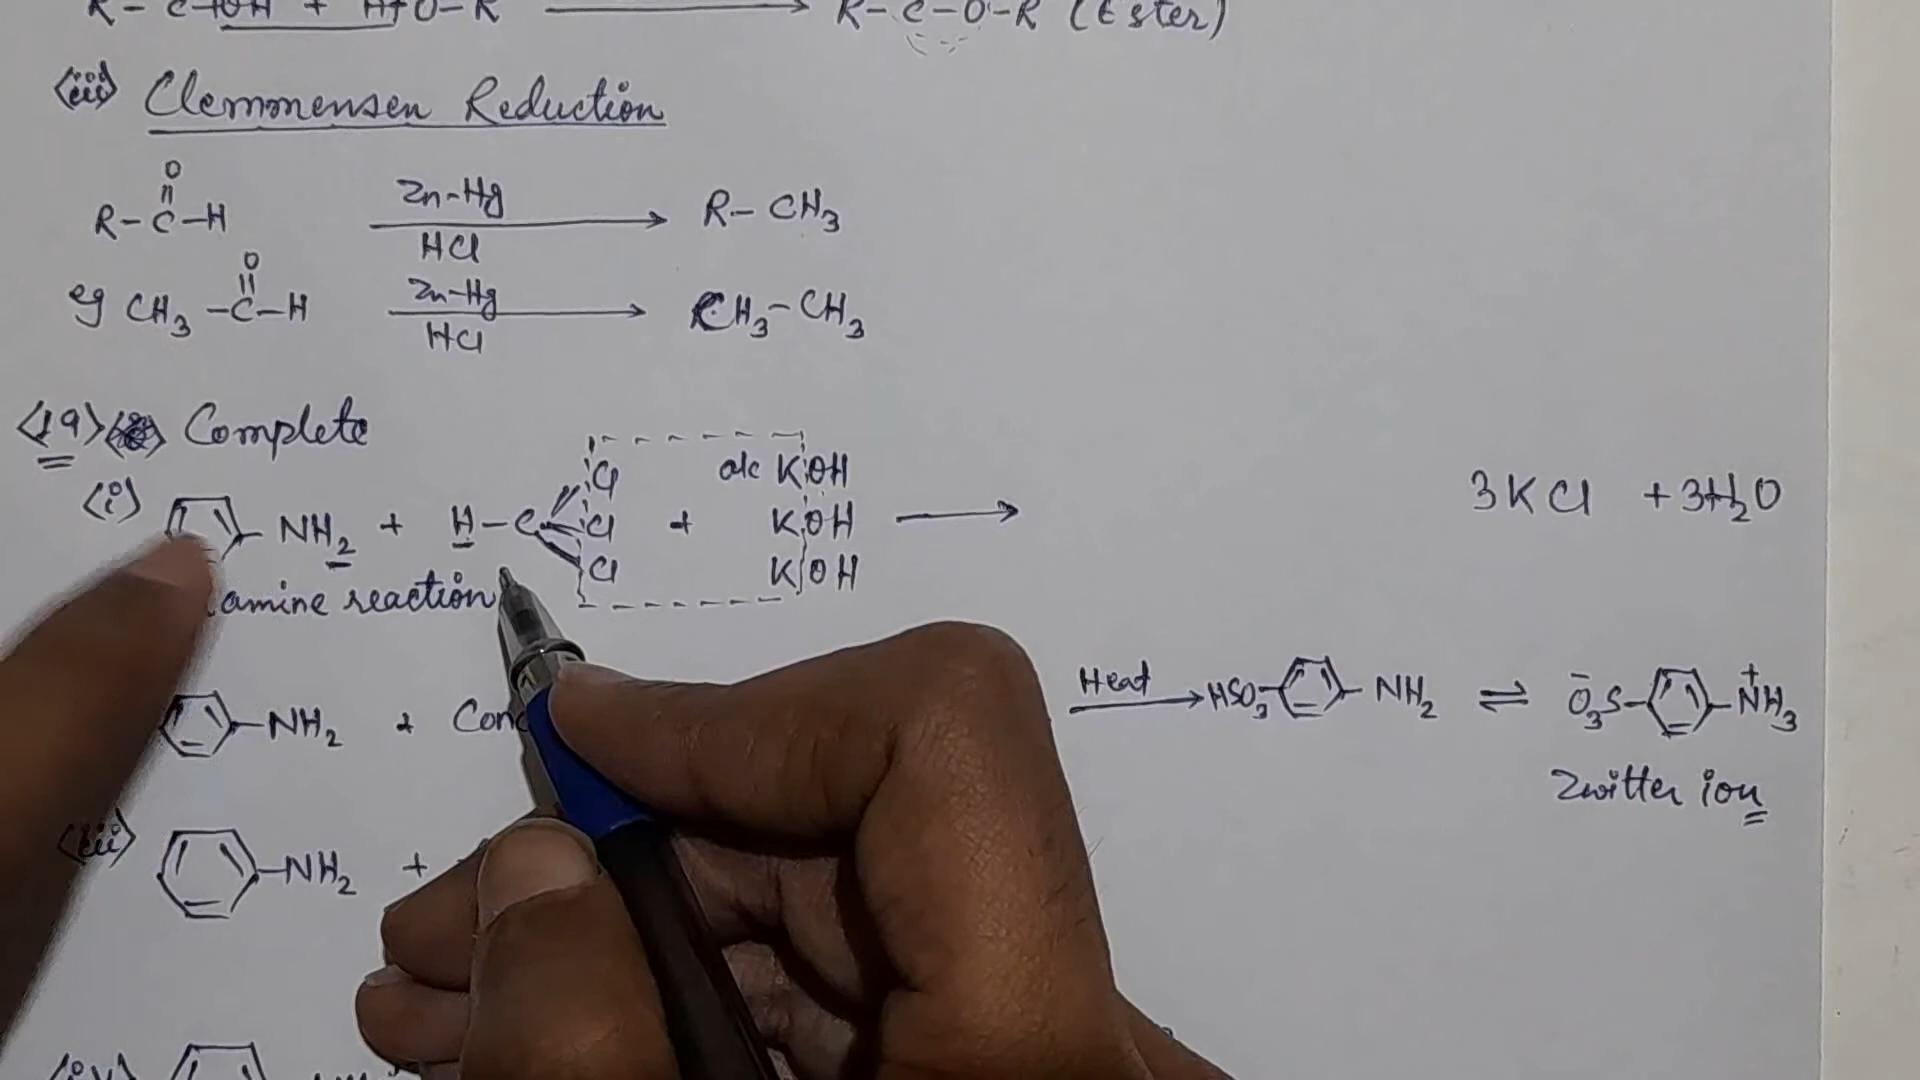 R-C-OH + H-O-R → R-C-O-R (Ester)
(iii) Clemmensen Reduction
O
R-C-H Zn-Hg HCl → R-CH3
O
eg CH3-C-H Zn-Hg HCl → CH3-CH3
(19) Complete
(i) NH2 + H-C Cl Cl Cl + alc KOH KOH KOH → 3KCl + 3H2O
amine reaction
NH2 + Conc Heat → HSO3 NH2 ⇌ O3S- NH3+
Zwitter ion
(iii) NH2 +
(iv)